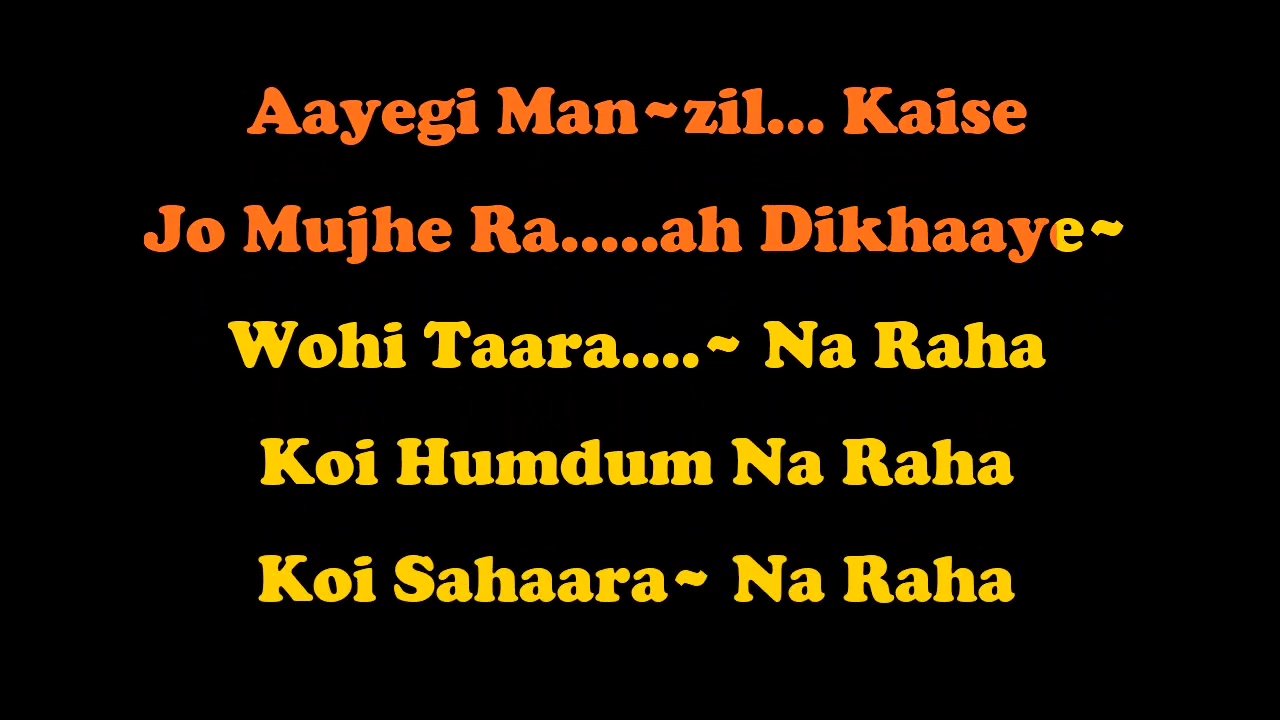 Aayegi Man~zil... Kaise
Jo Mujhe Ra.....ah Dikhaaye~
Wohi Taara....~ Na Raha
Koi Humdum Na Raha
Koi Sahaara~ Na Raha